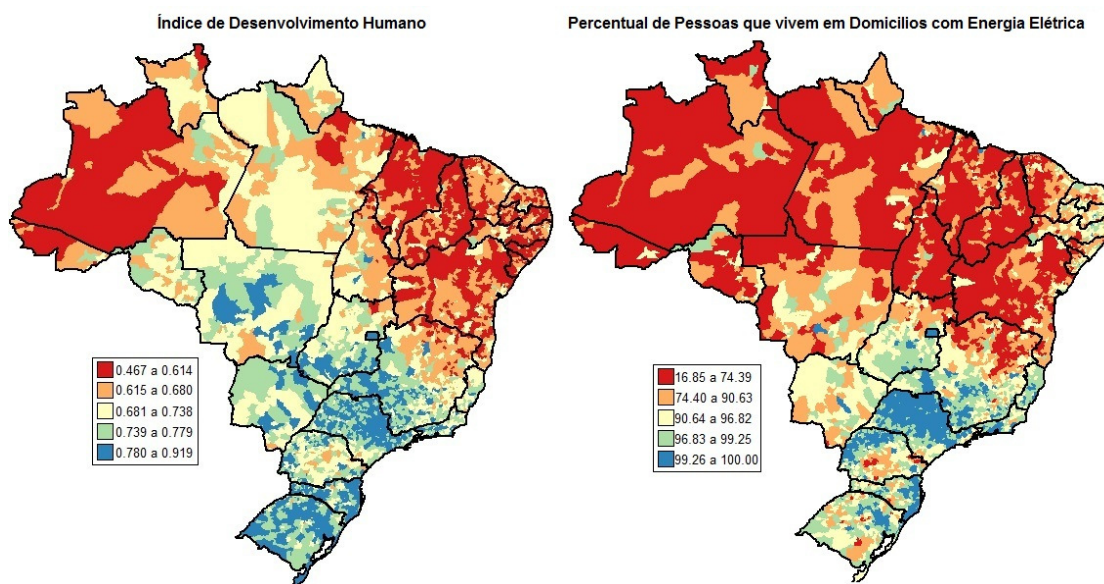 Índice de Desenvolvimento Humano
0.467 a 0.614
0.615 a 0.680
0.681 a 0.738
0.739 a 0.779
0.780 a 0.919
Percentual de Pessoas que vivem em Domicilios com Energia Elétrica
16.85 a 74.39
74.40 a 90.63
90.64 a 96.82
96.83 a 99.25
99.26 a 100.00